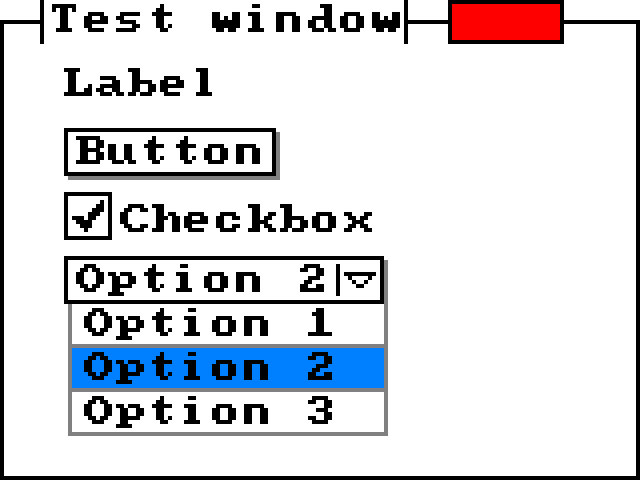 Test window
Label
Button
Checkbox
Option 2
Option 1
Option 2
Option 3